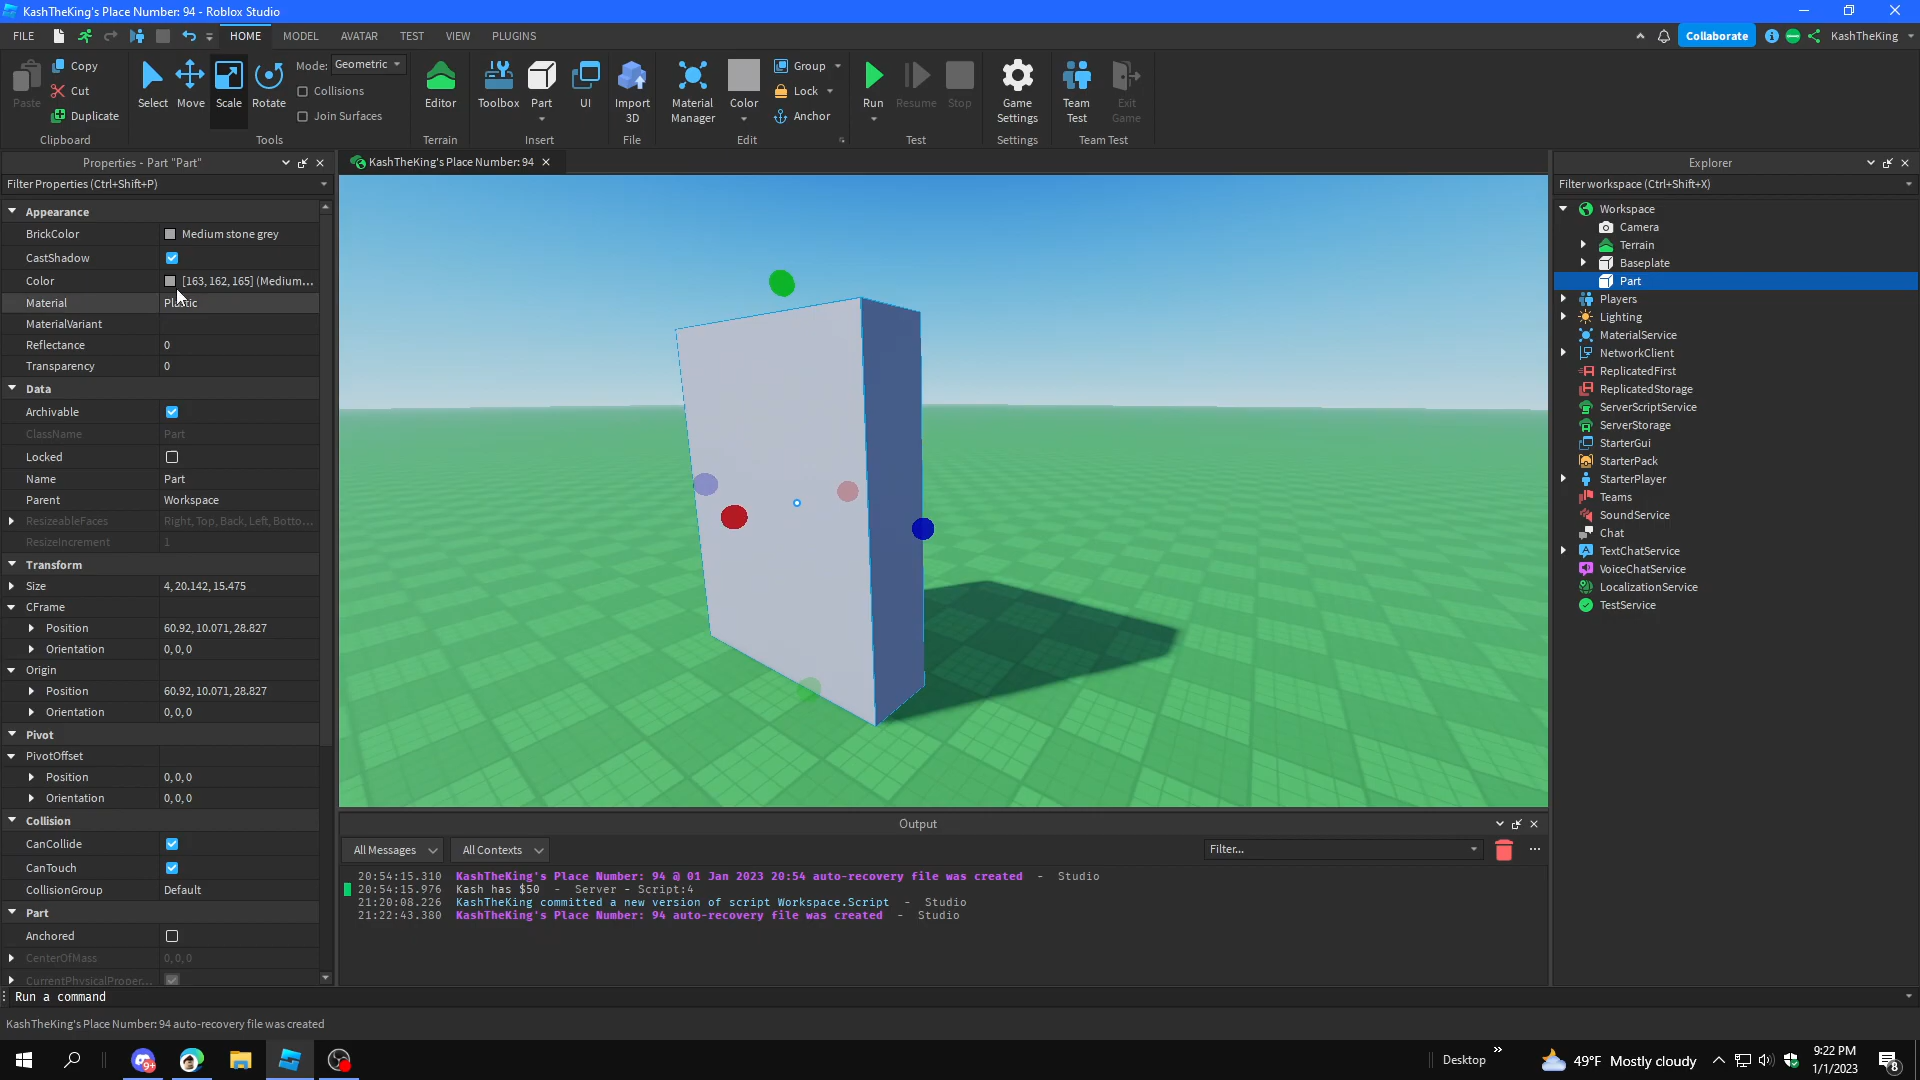 KashTheKing's Place Number: 94 - Roblox Studio
FILE HOME MODEL AVATAR TEST VIEW PLUGINS Collaborate KashTheKing
Paste Copy Cut Duplicate Clipboard
Select Move Scale Rotate Mode: Geometric Collisions Join Surfaces Tools
Editor Terrain
Toolbox Part UI Insert
Import 3D File
Material Manager Color Group Lock Anchor Edit
Run Resume Stop Test
Game Settings Settings
Team Test Exit Game Team Test
Properties - Part "Part"
Filter Properties (Ctrl+Shift+P)
Appearance
BrickColor Medium stone grey
CastShadow
Color [163, 162, 165] (Medium...
Material Plastic
MaterialVariant
Reflectance 0
Transparency 0
Data
Archivable
ClassName Part
Locked
Name Part
Parent Workspace
ResizeableFaces Right, Top, Back, Left, Botto...
ResizeIncrement 1
Transform
Size 4, 20.142, 15.475
CFrame
Position 60.92, 10.071, 28.827
Orientation 0, 0, 0
Origin
Position 60.92, 10.071, 28.827
Orientation 0, 0, 0
Pivot
PivotOffset
Position 0, 0, 0
Orientation 0, 0, 0
Collision
CanCollide
CanTouch
CollisionGroup Default
Part
Anchored
CenterOfMass 0, 0, 0
CurrentPhysicalProper...
KashTheKing's Place Number: 94
Output
All Messages All Contexts Filter...
20:54:15.310 KashTheKing's Place Number: 94 @ 01 Jan 2023 20:54 auto-recovery file was created - Studio
20:54:15.976 Kash has $50 - Server - Script:4
21:20:08.226 KashTheKing committed a new version of script Workspace.Script - Studio
21:22:43.380 KashTheKing's Place Number: 94 auto-recovery file was created - Studio
Explorer
Filter workspace (Ctrl+Shift+X)
Workspace
Camera
Terrain
Baseplate
Part
Players
Lighting
MaterialService
NetworkClient
ReplicatedFirst
ReplicatedStorage
ServerScriptService
ServerStorage
StarterGui
StarterPack
StarterPlayer
Teams
SoundService
Chat
TextChatService
VoiceChatService
LocalizationService
TestService
Run a command
KashTheKing's Place Number: 94 auto-recovery file was created
9+ Desktop 49°F Mostly cloudy 9:22 PM
1/1/2023 8